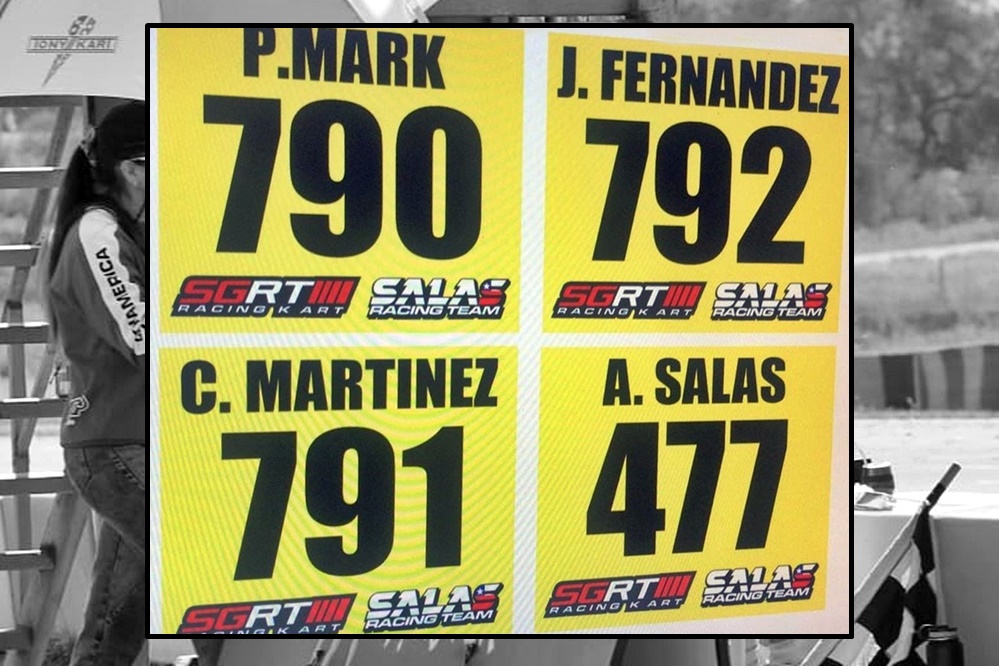 TONY KART
AMERICA
P.MARK
790
SGRT
RACING KART
SALAS
RACING TEAM
J. FERNANDEZ
792
SGRT
RACING KART
SALAS
RACING TEAM
C. MARTINEZ
791
SGRT
RACING KART
SALAS
RACING TEAM
A. SALAS
477
SGRT
RACING KART
SALAS
RACING TEAM